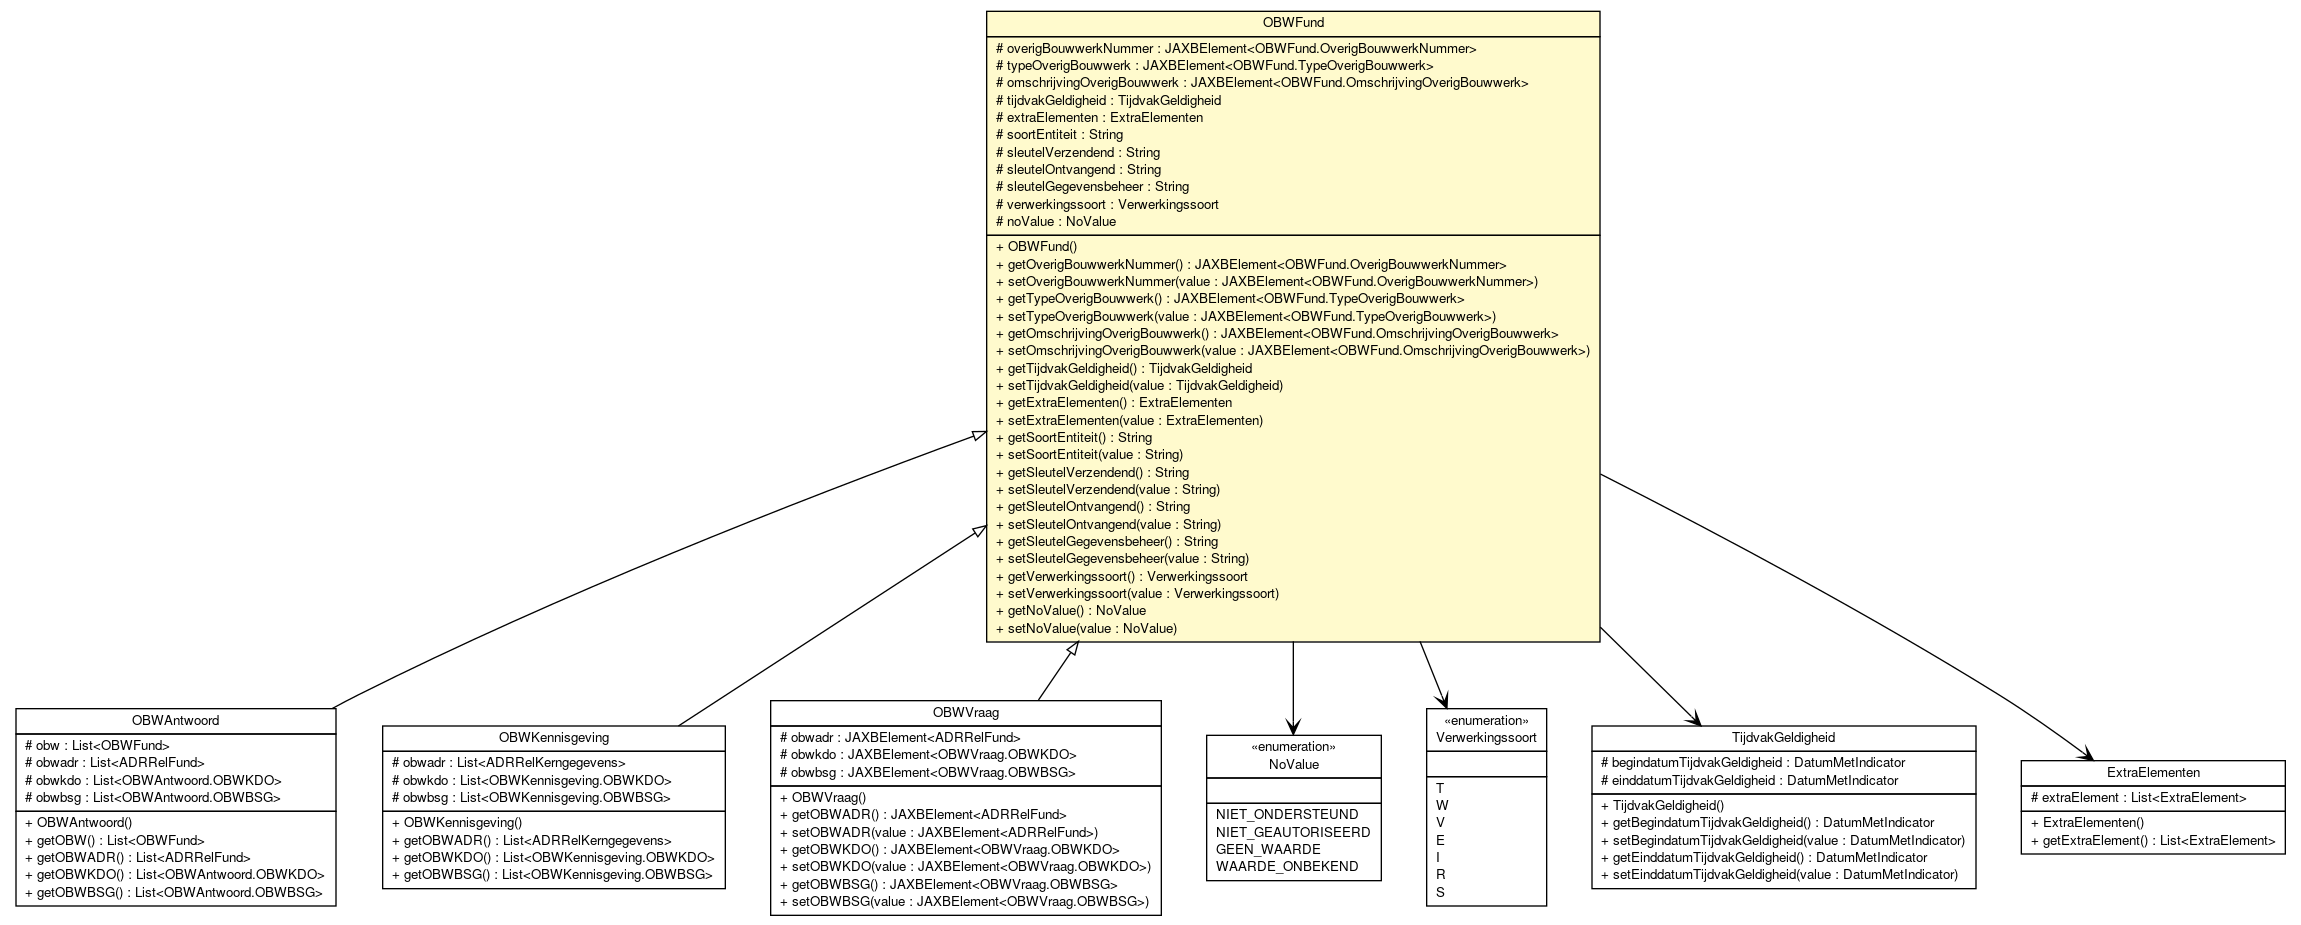 OBWFund
# overigBouwwerkNummer : JAXBElement<OBWFund.OverigBouwwerkNummer>
# typeOverigBouwwerk : JAXBElement<OBWFund.TypeOverigBouwwerk>
# omschrijvingOverigBouwwerk : JAXBElement<OBWFund.OmschrijvingOverigBouwwerk>
# tijdvakGeldigheid : TijdvakGeldigheid
# extraElementen : ExtraElementen
# soortEntiteit : String
# sleutelVerzendend : String
# sleutelOntvangend : String
# sleutelGegevensbeheer : String
# verwerkingssoort : Verwerkingssoort
# noValue : NoValue
+ OBWFund()
+ getOverigBouwwerkNummer() : JAXBElement<OBWFund.OverigBouwwerkNummer>
+ setOverigBouwwerkNummer(value : JAXBElement<OBWFund.OverigBouwwerkNummer>)
+ getTypeOverigBouwwerk() : JAXBElement<OBWFund.TypeOverigBouwwerk>
+ setTypeOverigBouwwerk(value : JAXBElement<OBWFund.TypeOverigBouwwerk>)
+ getOmschrijvingOverigBouwwerk() : JAXBElement<OBWFund.OmschrijvingOverigBouwwerk>
+ setOmschrijvingOverigBouwwerk(value : JAXBElement<OBWFund.OmschrijvingOverigBouwwerk>)
+ getTijdvakGeldigheid() : TijdvakGeldigheid
+ setTijdvakGeldigheid(value : TijdvakGeldigheid)
+ getExtraElementen() : ExtraElementen
+ setExtraElementen(value : ExtraElementen)
+ getSoortEntiteit() : String
+ setSoortEntiteit(value : String)
+ getSleutelVerzendend() : String
+ setSleutelVerzendend(value : String)
+ getSleutelOntvangend() : String
+ setSleutelOntvangend(value : String)
+ getSleutelGegevensbeheer() : String
+ setSleutelGegevensbeheer(value : String)
+ getVerwerkingssoort() : Verwerkingssoort
+ setVerwerkingssoort(value : Verwerkingssoort)
+ getNoValue() : NoValue
+ setNoValue(value : NoValue)
OBWAntwoord
# obw : List<OBWFund>
# obwadr : List<ADRRelFund>
# obwkdo : List<OBWAntwoord.OBWKDO>
# obwbsg : List<OBWAntwoord.OBWBSG>
+ OBWAntwoord()
+ getOBW() : List<OBWFund>
+ getOBWADR() : List<ADRRelFund>
+ getOBWKDO() : List<OBWAntwoord.OBWKDO>
+ getOBWBSG() : List<OBWAntwoord.OBWBSG>
OBWKennisgeving
# obwadr : List<ADRRelKerngegevens>
# obwkdo : List<OBWKennisgeving.OBWKDO>
# obwbsg : List<OBWKennisgeving.OBWBSG>
+ OBWKennisgeving()
+ getOBWADR() : List<ADRRelKerngegevens>
+ getOBWKDO() : List<OBWKennisgeving.OBWKDO>
+ getOBWBSG() : List<OBWKennisgeving.OBWBSG>
OBWVraag
# obwadr : JAXBElement<ADRRelFund>
# obwkdo : JAXBElement<OBWVraag.OBWKDO>
# obwbsg : JAXBElement<OBWVraag.OBWBSG>
+ OBWVraag()
+ getOBWADR() : JAXBElement<ADRRelFund>
+ setOBWADR(value : JAXBElement<ADRRelFund>)
+ getOBWKDO() : JAXBElement<OBWVraag.OBWKDO>
+ setOBWKDO(value : JAXBElement<OBWVraag.OBWKDO>)
+ getOBWBSG() : JAXBElement<OBWVraag.OBWBSG>
+ setOBWBSG(value : JAXBElement<OBWVraag.OBWBSG>)
«enumeration»
NoValue
NIET_ONDERSTEUND
NIET_GEAUTORISEERD
GEEN_WAARDE
WAARDE_ONBEKEND
«enumeration»
Verwerkingssoort
T
W
V
E
I
R
S
TijdvakGeldigheid
# begindatumTijdvakGeldigheid : DatumMetIndicator
# einddatumTijdvakGeldigheid : DatumMetIndicator
+ TijdvakGeldigheid()
+ getBegindatumTijdvakGeldigheid() : DatumMetIndicator
+ setBegindatumTijdvakGeldigheid(value : DatumMetIndicator)
+ getEinddatumTijdvakGeldigheid() : DatumMetIndicator
+ setEinddatumTijdvakGeldigheid(value : DatumMetIndicator)
ExtraElementen
# extraElement : List<ExtraElement>
+ ExtraElementen()
+ getExtraElement() : List<ExtraElement>